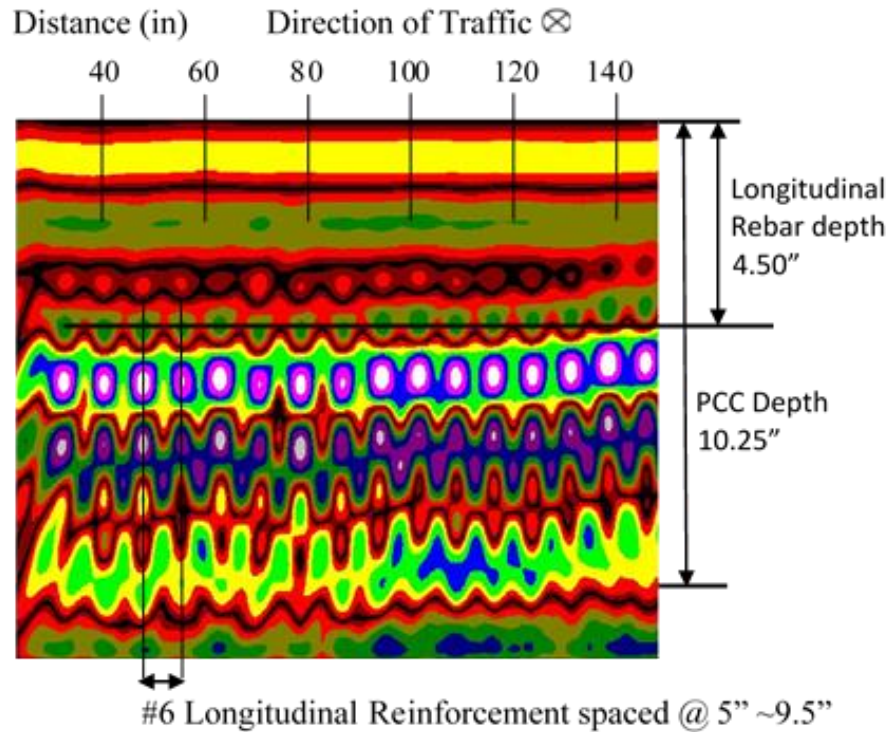 Distance (in) Direction of Traffic ⊗
40 60 80 100 120 140
Longitudinal
Rebar depth
4.50”
PCC Depth
10.25”
#6 Longitudinal Reinforcement spaced @ 5” ~9.5”